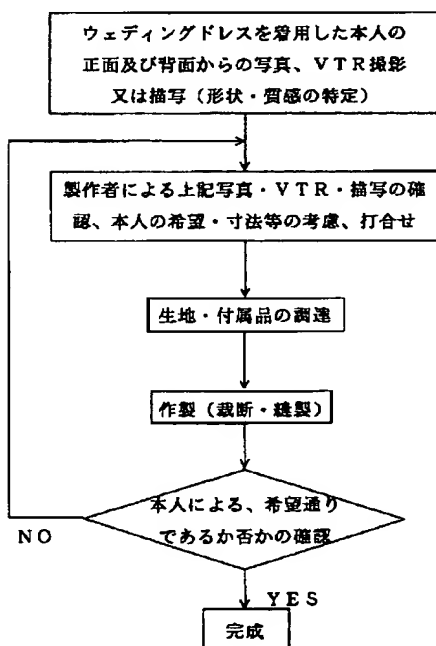 ウェディングドレスを着用した本人の
正面及び背面からの写真、VTR撮影
又は描写(形状・質感の特定)
製作者による上記写真・VTR・描写の確
認、本人の希望・寸法等の考慮、打合せ
生地・付属品の調達
作製(裁断・縫製)
本人による、希望通り
であるか否かの確認
NO
YES
完成